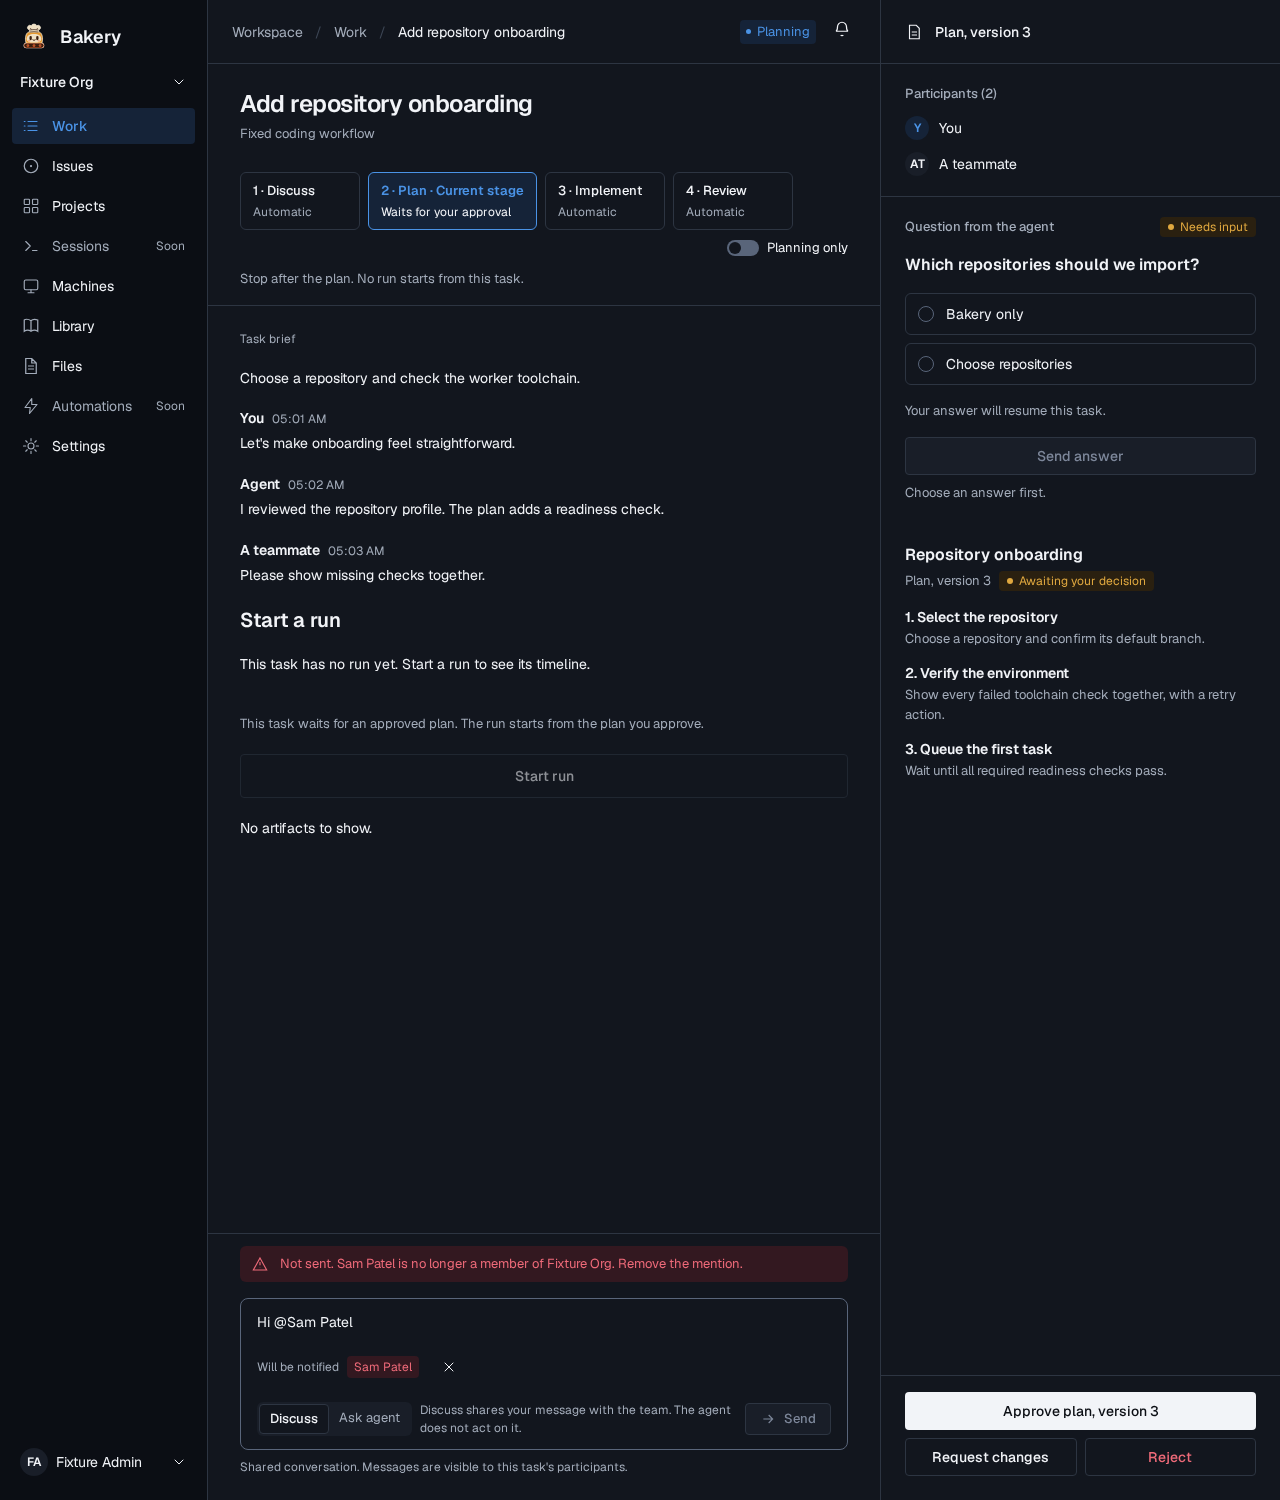 Bakery
Fixture Org
Work
Issues
Projects
Sessions Soon
Machines
Library
Files
Automations Soon
Settings
FA Fixture Admin
Workspace / Work / Add repository onboarding
Planning
Add repository onboarding
Fixed coding workflow
1 · Discuss
Automatic
2 · Plan · Current stage
Waits for your approval
3 · Implement
Automatic
4 · Review
Automatic
Planning only
Stop after the plan. No run starts from this task.
Task brief
Choose a repository and check the worker toolchain.
You 05:01 AM
Let's make onboarding feel straightforward.
Agent 05:02 AM
I reviewed the repository profile. The plan adds a readiness check.
A teammate 05:03 AM
Please show missing checks together.
Start a run
This task has no run yet. Start a run to see its timeline.
This task waits for an approved plan. The run starts from the plan you approve.
Start run
No artifacts to show.
Not sent. Sam Patel is no longer a member of Fixture Org. Remove the mention.
Hi @Sam Patel
Will be notified Sam Patel
Discuss Ask agent
Discuss shares your message with the team. The agent
does not act on it.
Send
Shared conversation. Messages are visible to this task's participants.
Plan, version 3
Participants (2)
Y You
AT A teammate
Question from the agent
Needs input
Which repositories should we import?
Bakery only
Choose repositories
Your answer will resume this task.
Send answer
Choose an answer first.
Repository onboarding
Plan, version 3 Awaiting your decision
1. Select the repository
Choose a repository and confirm its default branch.
2. Verify the environment
Show every failed toolchain check together, with a retry
action.
3. Queue the first task
Wait until all required readiness checks pass.
Approve plan, version 3
Request changes
Reject